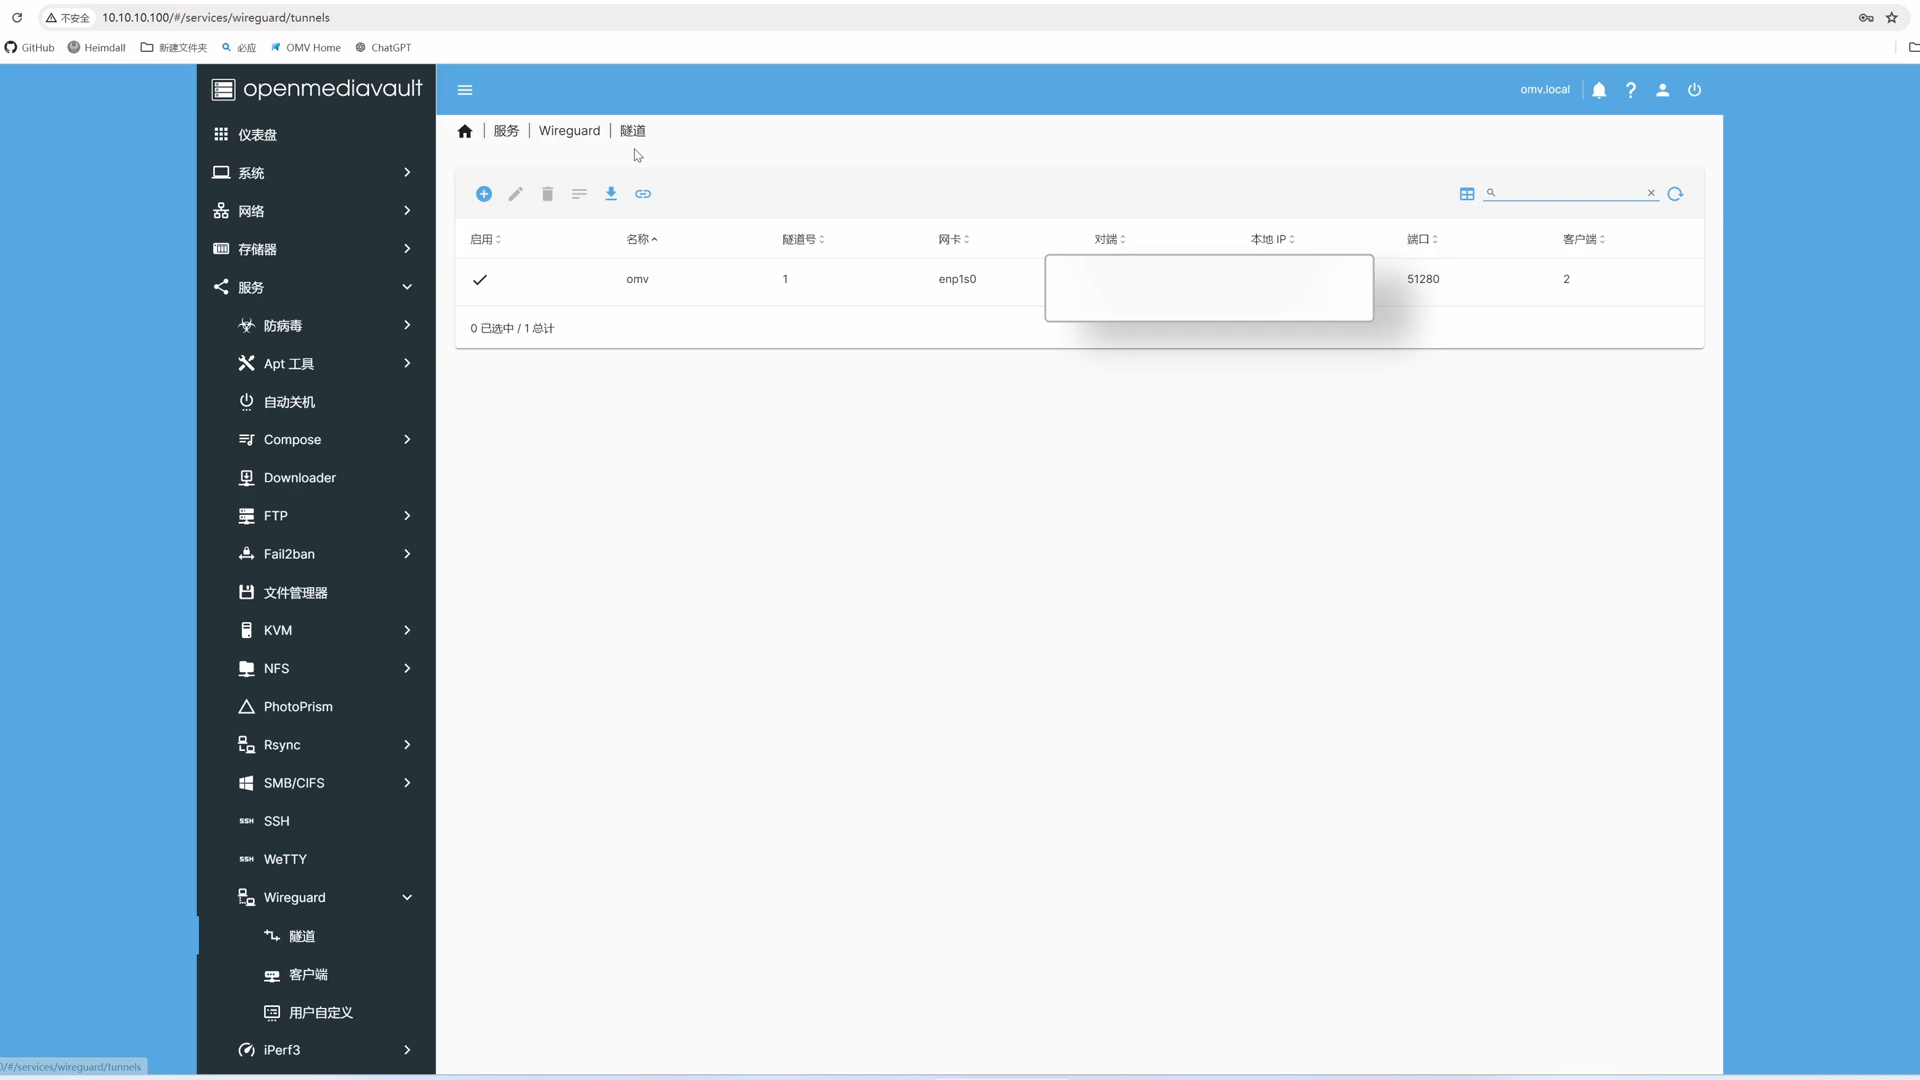 不安全 10.10.10.100/#/services/wireguard/tunnels
GitHub Heimdall 新建文件夹 必应 OMV Home ChatGPT
openmediavault
omv.local
仪表盘
系统
网络
存储器
服务
防病毒
Apt 工具
自动关机
Compose
Downloader
FTP
Fail2ban
文件管理器
KVM
NFS
PhotoPrism
Rsync
SMB/CIFS
SSH SSH
SSH WeTTY
Wireguard
隧道
客户端
用户自定义
iPerf3
服务 | Wireguard | 隧道
启用 名称 隧道号 网卡 对端 本地 IP 端口 客户端
omv 1 enp1s0 51280 2
0 已选中 / 1 总计
0/#/services/wireguard/tunnels